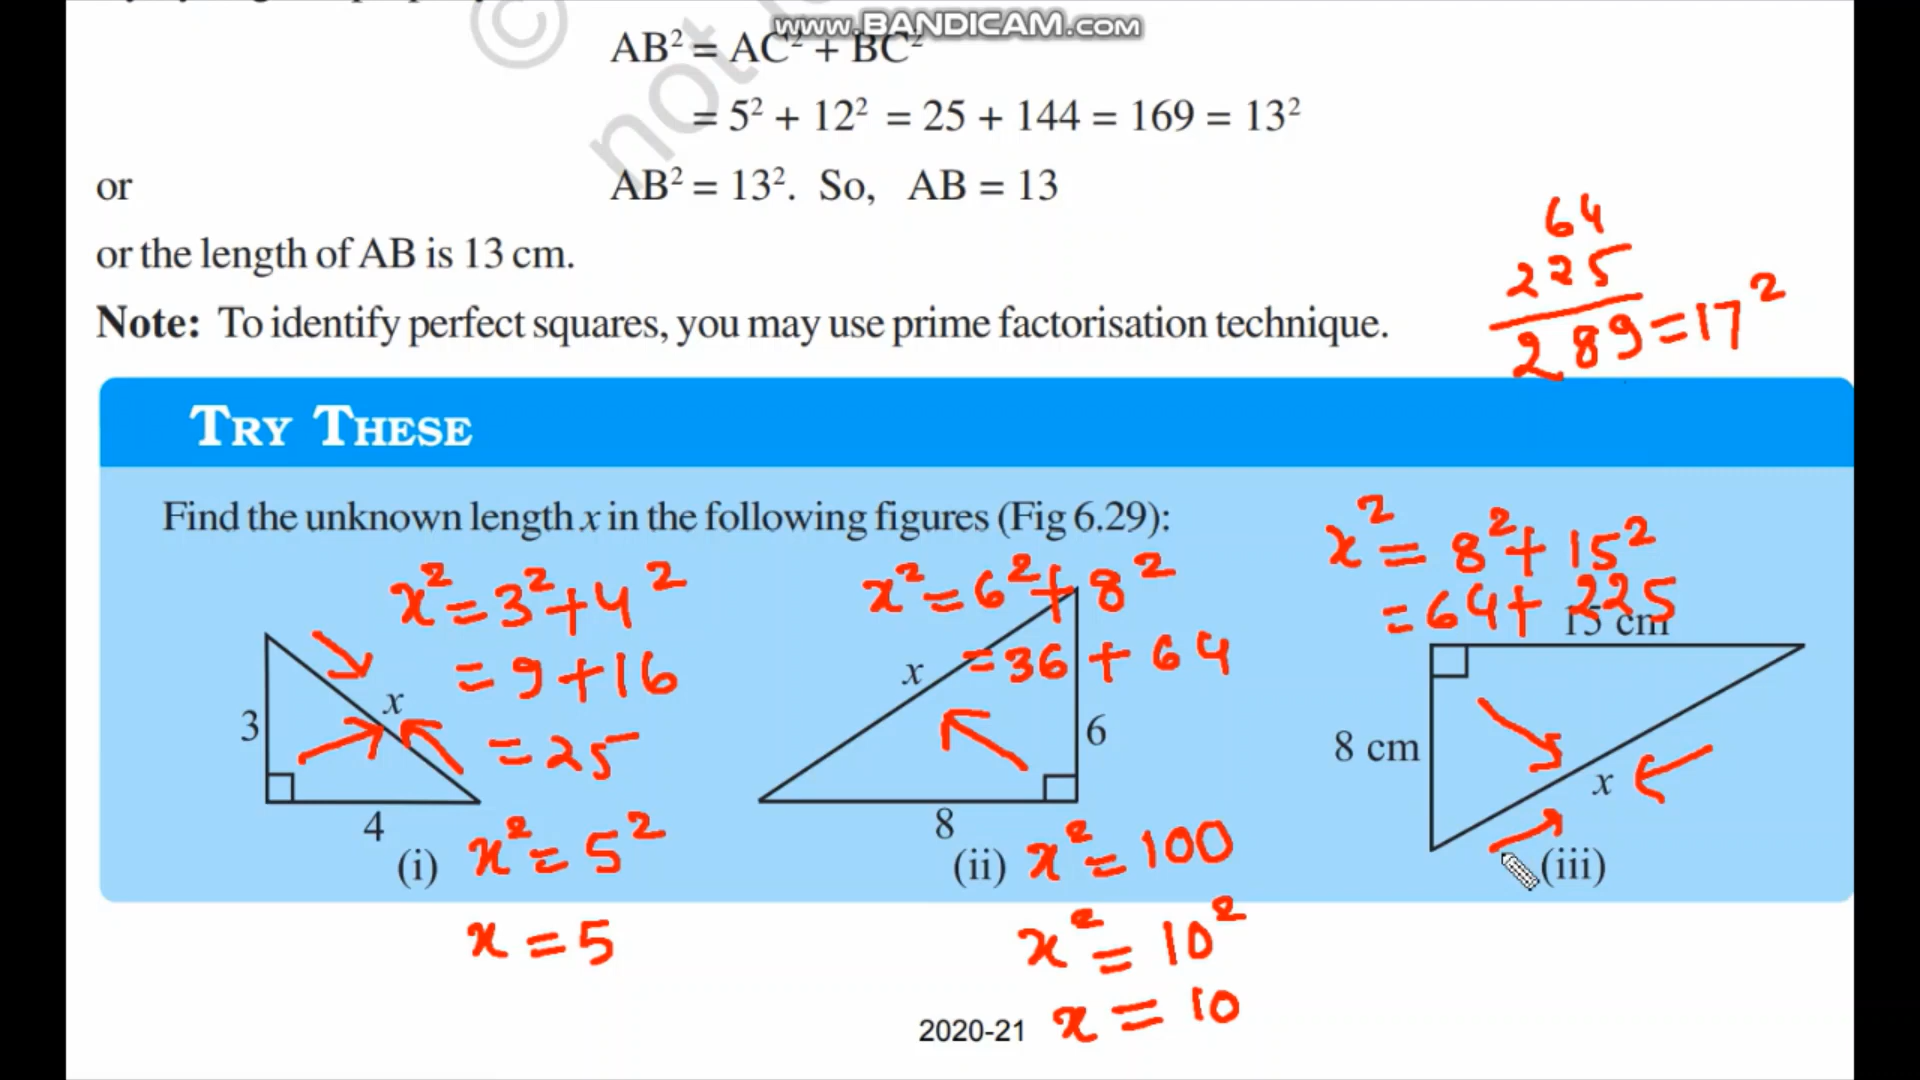 www.BANDICAM.com
AB² = AC² + BC²
= 5² + 12² = 25 + 144 = 169 = 13²
or AB² = 13². So, AB = 13
or the length of AB is 13 cm.
Note: To identify perfect squares, you may use prime factorisation technique.
64
225
289 = 17²
TRY THESE
Find the unknown length x in the following figures (Fig 6.29):
x² = 3² + 4²
= 9 + 16
= 25
x² = 5²
x = 5
3
x
4
(i)
x² = 6² + 8²
= 36 + 64
x² = 100
x² = 10²
x = 10
x
6
8
(ii)
x² = 8² + 15²
= 64 + 225
15 cm
8 cm
x
(iii)
2020-21
©
not